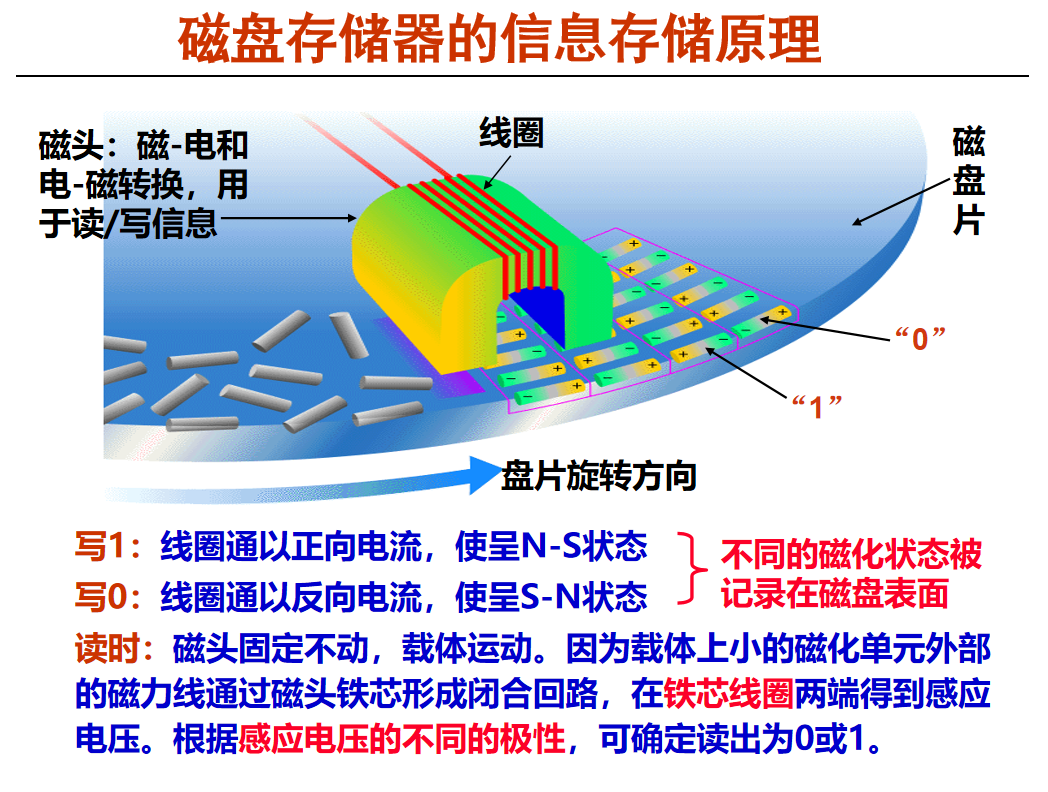 磁盘存储器的信息存储原理
磁头：磁-电和
电-磁转换，用
于读/写信息
线圈
磁
盘
片
“0”
“1”
盘片旋转方向
写1：线圈通以正向电流，使呈N-S状态
写0：线圈通以反向电流，使呈S-N状态
不同的磁化状态被
记录在磁盘表面
读时：磁头固定不动，载体运动。因为载体上小的磁化单元外部
的磁力线通过磁头铁芯形成闭合回路，在铁芯线圈两端得到感应
电压。根据感应电压的不同的极性，可确定读出为0或1。